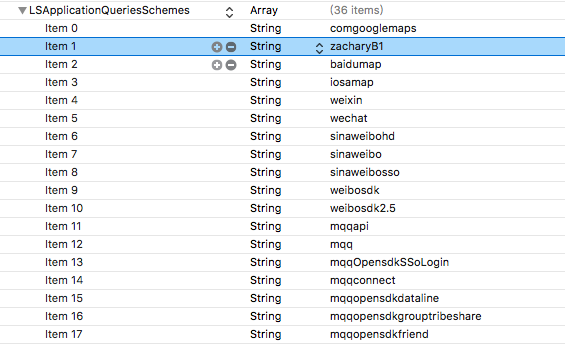 LSApplicationQueriesSchemes Array (36 items)
Item 0 String comgooglemaps
Item 1 String zacharyB1
Item 2 String baidumap
Item 3 String iosamap
Item 4 String weixin
Item 5 String wechat
Item 6 String sinaweibohd
Item 7 String sinaweibo
Item 8 String sinaweibosso
Item 9 String weibosdk
Item 10 String weibosdk2.5
Item 11 String mqqapi
Item 12 String mqq
Item 13 String mqqOpensdkSSoLogin
Item 14 String mqqconnect
Item 15 String mqqopensdkdataline
Item 16 String mqqopensdkgrouptribeshare
Item 17 String mqqopensdkfriend